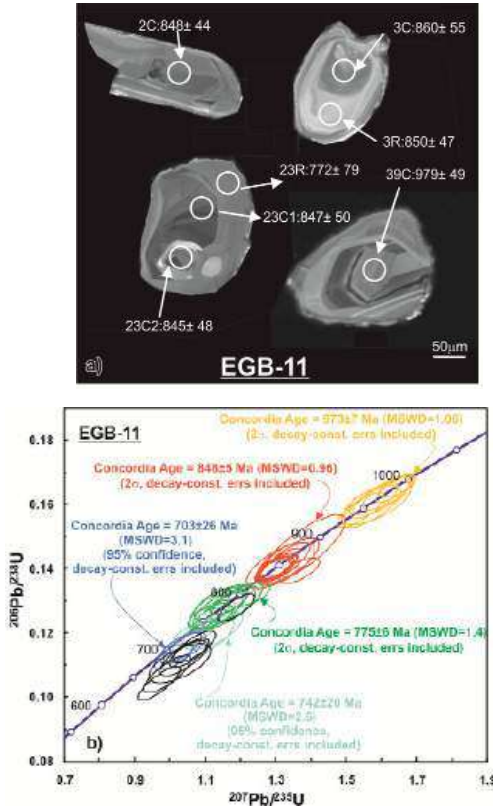 2C:848± 44
3C:860± 55
3R:850± 47
23R:772± 79
39C:979± 49
23C1:847± 50
23C2:845± 48
50µm
a)
EGB-11
EGB-11
Concordia Age = 973±7 Ma (MSWD=1.06)
(2σ, decay-const. errs included)
Concordia Age = 848±5 Ma (MSWD=0.96)
(2σ, decay-const. errs included)
Concordia Age = 703±26 Ma
(MSWD=3.1)
(95% confidence,
decay-const. errs included)
Concordia Age = 775±6 Ma (MSWD=1.4)
(2σ, decay-const. errs included)
Concordia Age = 742±20 Ma
(MSWD=2.6)
(95% confidence,
decay-const. errs included)
1000
900
800
700
600
0.18
0.16
0.14
0.12
0.10
0.08
²⁰⁶Pb/²³⁸U
b)
0.7 0.9 1.1 1.3 1.5 1.7 1.9
²⁰⁷Pb/²³⁵U